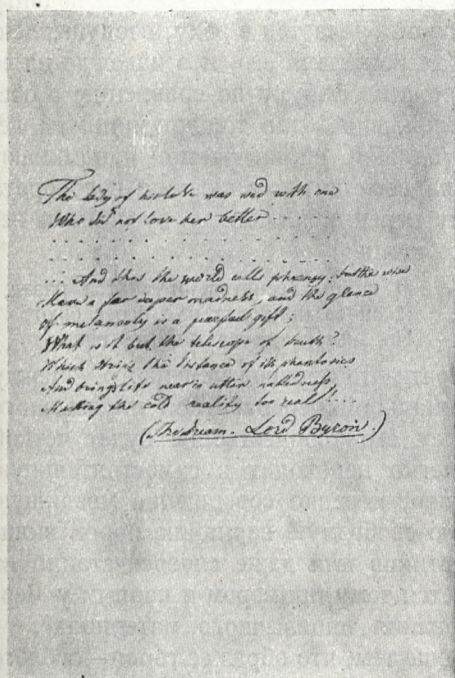 The lady of his love was wed with one
Who did not love her better . . . . . .
. . . . . . . . . . . . . .
. . . . . . . . . . . . . .
. . . And this the world calls phrensy; but the wise
Have a far deeper madness, and the glance
of melancoly is a fearful gift;
What is it but the telescope of truth?
Which strips the distance of its phantasies
And brings life near in utter nakedness,
Making the cold reality too real!...
(The Dream. Lord Byron.)